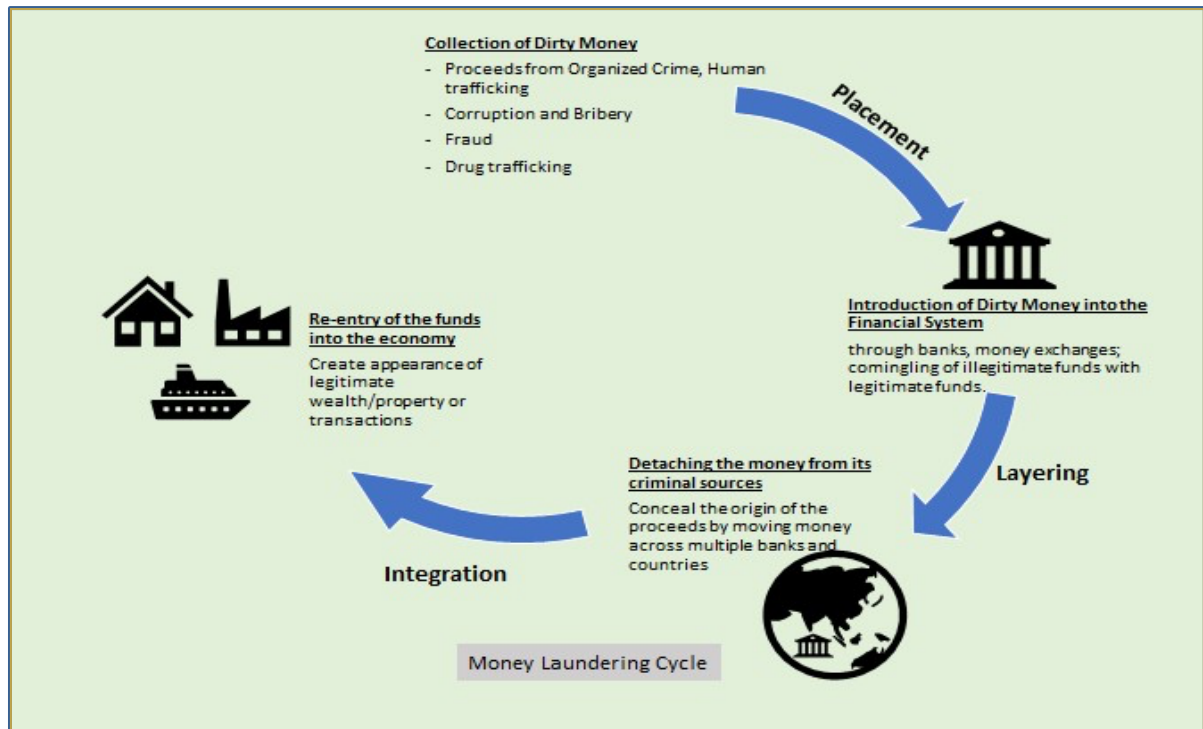 Collection of Dirty Money
- Proceeds from Organized Crime, Human
trafficking
- Corruption and Bribery
- Fraud
- Drug trafficking
Placement
Introduction of Dirty Money into the
Financial System
through banks, money exchanges;
comingling of illegitimate funds with
legitimate funds.
Layering
Detaching the money from its
criminal sources
Conceal the origin of the
proceeds by moving money
across multiple banks and
countries
Integration
Re-entry of the funds
into the economy
Create appearance of
legitimate
wealth/property or
transactions
Money Laundering Cycle